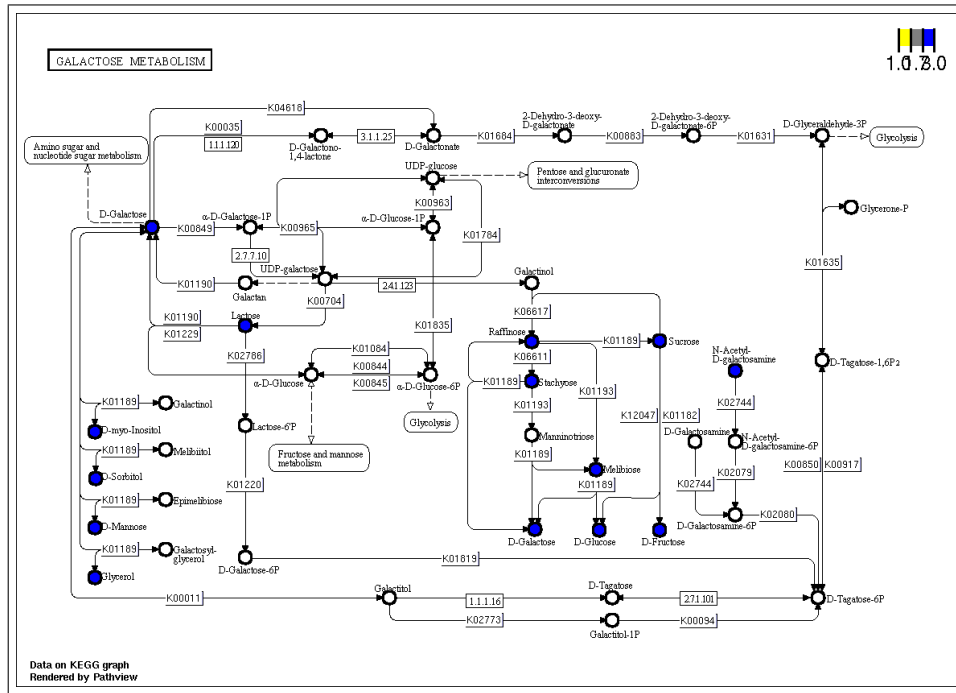 GALACTOSE METABOLISM
K04618
K00035
1.1.1.120
D-Galactono-
1,4-lactone
3.1.1.25
D-Galactonate
K01684
2-Dehydro-3-deoxy-
D-galactonate
K00883
2-Dehydro-3-deoxy-
D-galactonate-6P
K01631
D-Glyceraldehyde-3P
Glycolysis
Amino sugar and
nucleotide sugar metabolism
UDP-glucose
Pentose and glucuronate
interconversions
D-Galactose
K00849
α-D-Galactose-1P
K00965
α-D-Glucose-1P
K00963
K01784
Glycerone-P
2.7.7.10
UDP-galactose
K01190
Galactan
2.4.1.123
Galactinol
K01635
K00704
K01190
K01229
Lactose
K02786
K01835
K06617
Raffinose
K01189
Sucrose
K01084
K00844
K00845
α-D-Glucose
α-D-Glucose-6P
K06611
K01189
Stachyose
K01193
K01193
N-Acetyl-
D-galactosamine
D-Tagatose-1,6P2
K01189
Galactinol
D-myo-Inositol
Lactose-6'P
Glycolysis
Fructose and mannose
metabolism
Manninotriose
K01189
K12047
K01182
K02744
D-Galactosamine
N-Acetyl-
D-galactosamine-6P
K01189
Melibiitol
D-Sorbitol
K01220
Melibiose
K01189
K02744
K02079
K00850
K00917
K01189
Epimelibiose
D-Mannose
D-Galactose
D-Glucose
D-Fructose
D-Galactosamine-6P
K02080
K01189
Galactosyl-
glycerol
Glycerol
D-Galactose-6P
K01819
K00011
Galactitol
1.1.1.16
D-Tagatose
2.7.1.101
D-Tagatose-6P
K02773
Galactitol-1P
K00094
Data on KEGG graph
Rendered by Pathview